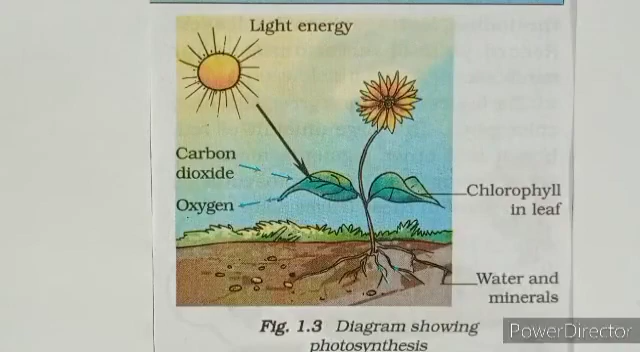 Light energy
Carbon
dioxide
Oxygen
Chlorophyll
in leaf
Water and
minerals
Fig. 1.3 Diagram showing
photosynthesis
PowerDirector